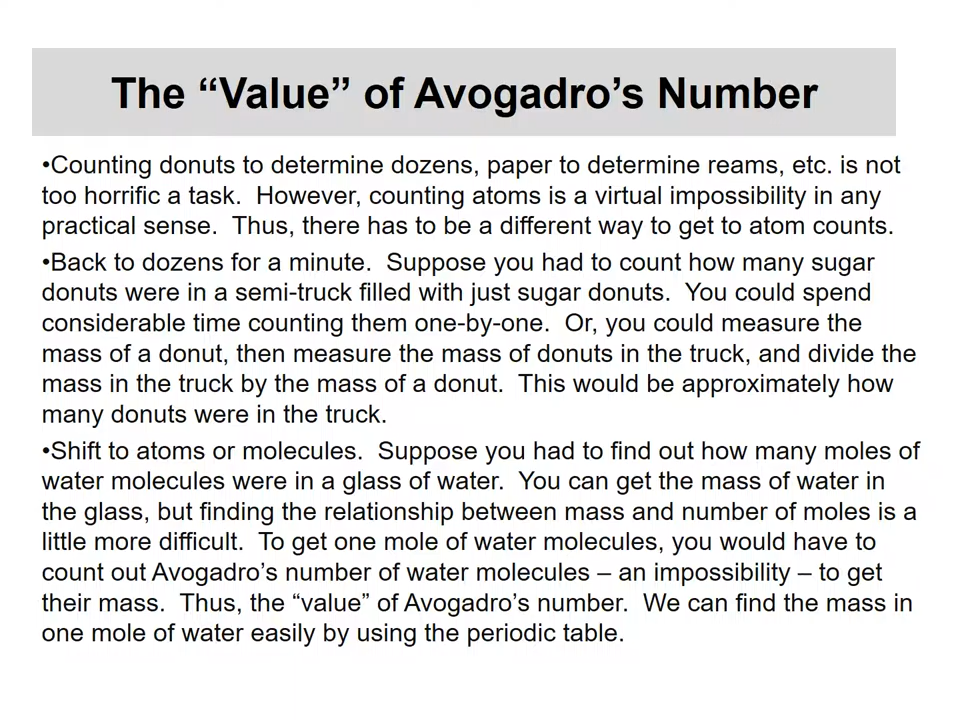 The “Value” of Avogadro’s Number
•Counting donuts to determine dozens, paper to determine reams, etc. is not
too horrific a task.  However, counting atoms is a virtual impossibility in any
practical sense.  Thus, there has to be a different way to get to atom counts.
•Back to dozens for a minute.  Suppose you had to count how many sugar
donuts were in a semi-truck filled with just sugar donuts.  You could spend
considerable time counting them one-by-one.  Or, you could measure the
mass of a donut, then measure the mass of donuts in the truck, and divide the
mass in the truck by the mass of a donut.  This would be approximately how
many donuts were in the truck.
•Shift to atoms or molecules.  Suppose you had to find out how many moles of
water molecules were in a glass of water.  You can get the mass of water in
the glass, but finding the relationship between mass and number of moles is a
little more difficult.  To get one mole of water molecules, you would have to
count out Avogadro’s number of water molecules – an impossibility – to get
their mass.  Thus, the “value” of Avogadro’s number.  We can find the mass in
one mole of water easily by using the periodic table.